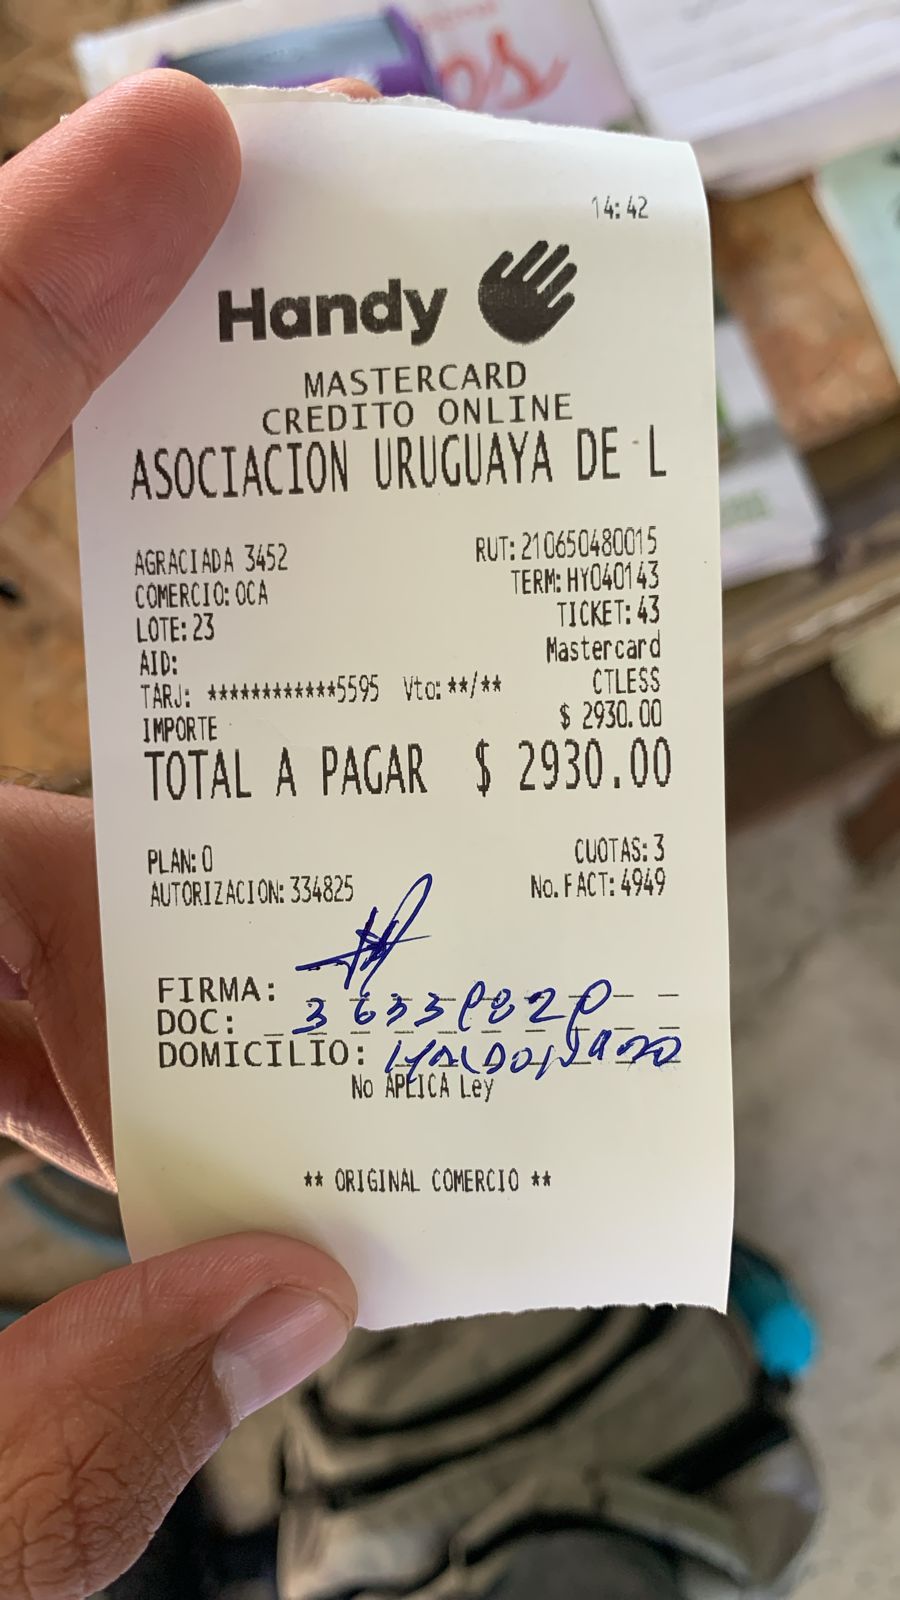 14:42
Handy
MASTERCARD
CREDITO ONLINE
ASOCIACION URUGUAYA DE L
AGRACIADA 3452 RUT: 210650480015
COMERCIO: OCA TERM: HY040143
LOTE: 23 TICKET: 43
AID: Mastercard
TARJ: ************5595 Vto: **/** CTLESS
IMPORTE $ 2930.00
TOTAL A PAGAR $ 2930.00
PLAN: 0 CUOTAS: 3
AUTORIZACION: 334825 No. FACT: 4949
FIRMA:
DOC:
DOMICILIO: MALDONADO
No APLICA Ley
** ORIGINAL COMERCIO **